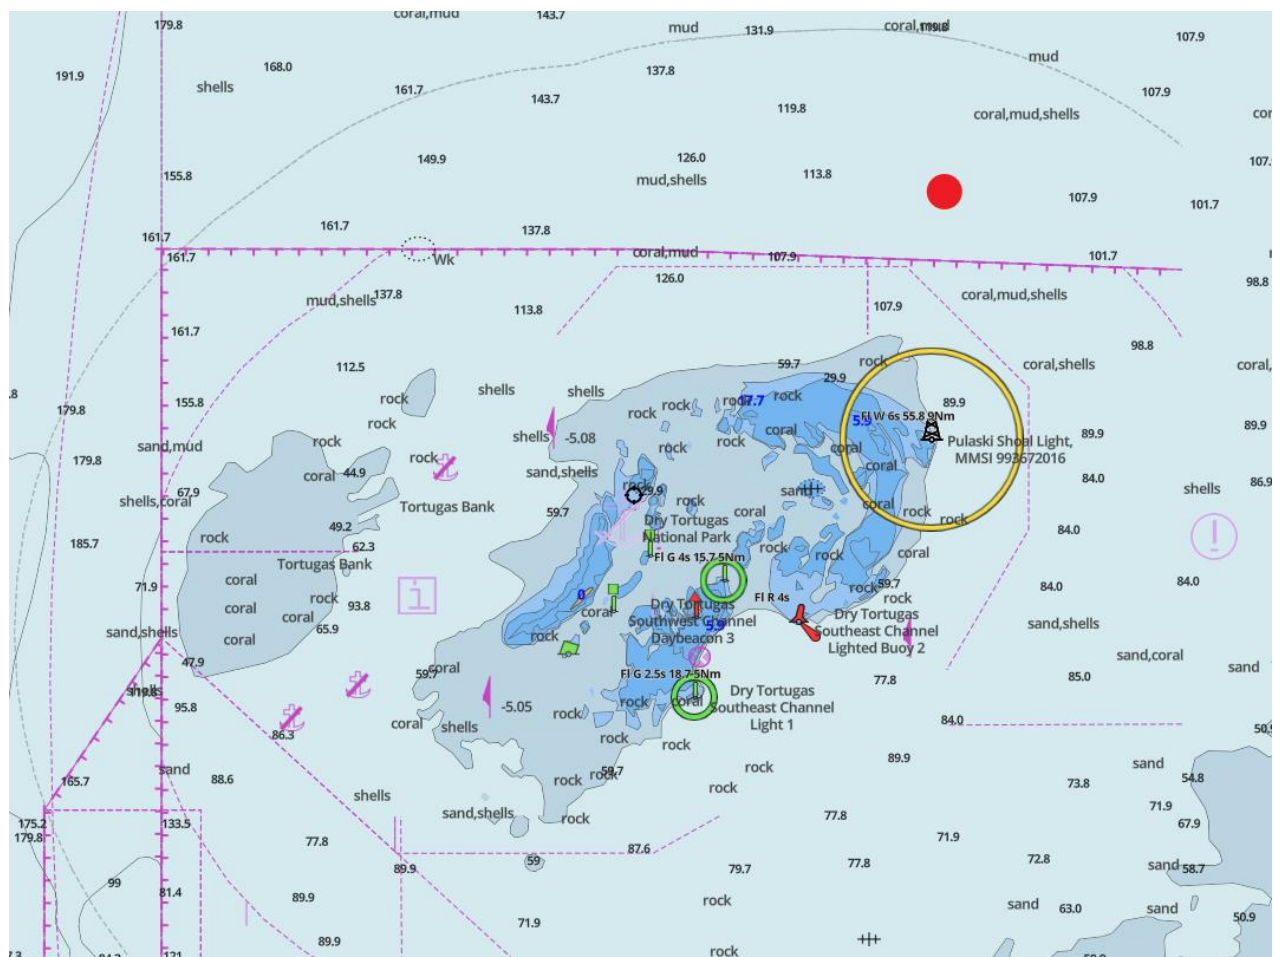 coral,mud
143.7
179.8
mud
131.9
coral,mud
107.9
mud
168.0
137.8
191.9
shells
161.7
143.7
107.9
119.8
coral,mud,shells
149.9
126.0
113.8
mud,shells
155.8
107.9
101.7
161.7
137.8
161.7
161.7
Wk
coral,mud
107.9
101.7
126.0
98.8
mud,shells
137.8
113.8
107.9
coral,mud,shells
161.7
98.8
112.5
59.7
rock
coral,shells
29.9
155.8
rock
shells
shells
rock
17.7
rock
89.9
rock
rock
5.9
Fl W 6s 55.8 9Nm
179.8
rock
89.9
89.9
sand,mud
rock
shells
-5.08
rock
rock
coral
Pulaski Shoal Light,
MMSI 993672016
179.8
coral
44.9
rock
sand,shells
rock
coral
coral
84.0
86.9
67.9
shells,coral
29.9
sand
shells
Tortugas Bank
59.7
rock
coral
coral
rock
rock
49.2
Dry Tortugas
National Park
84.0
185.7
rock
62.3
Tortugas Bank
Fl G 4s 15.7 5Nm
rock
rock
coral
71.9
coral
84.0
84.0
rock
59.7
rock
coral
93.8
0
coral
Fl R 4s
coral
65.9
Dry Tortugas
Southwest Channel
Daybeacon 3
5.9
Dry Tortugas
Southeast Channel
Lighted Buoy 2
sand,shells
sand,shells
coral
rock
47.9
sand,coral
sand
59.7
coral
Fl G 2.5s 18.7 5Nm
77.8
85.0
shells
119.8
95.8
-5.05
rock
rock
coral
Dry Tortugas
Southeast Channel
Light 1
84.0
coral
shells
86.3
rock
rock
50.9
sand
88.6
59.7
rock
rock
rock
89.9
sand
165.7
73.8
54.8
shells
rock
71.9
sand,shells
rock
77.8
175.2
179.8
133.5
67.9
77.8
87.6
71.9
72.8
59
89.9
79.7
77.8
sand
58.7
99
81.4
89.9
rock
sand
63.0
sand
50.9
71.9
89.9
rock
121